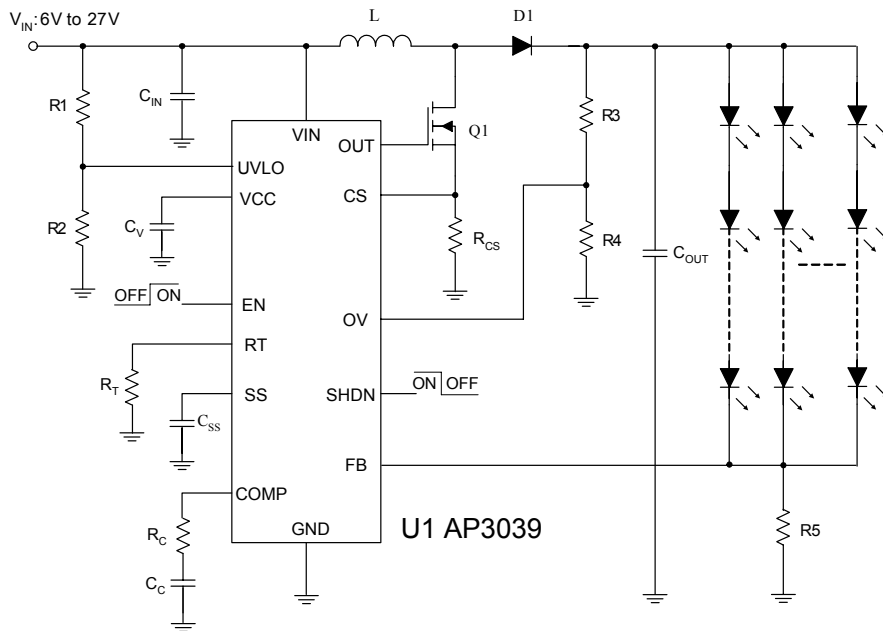 V_IN: 6V to 27V
L
D1
R1
C_IN
VIN
OUT
Q1
R3
UVLO
VCC
CS
R2
C_V
R_CS
R4
C_OUT
OFF ON
EN
OV
RT
R_T
SS
C_SS
SHDN
ON OFF
FB
COMP
GND
U1 AP3039
R_C
C_C
R5